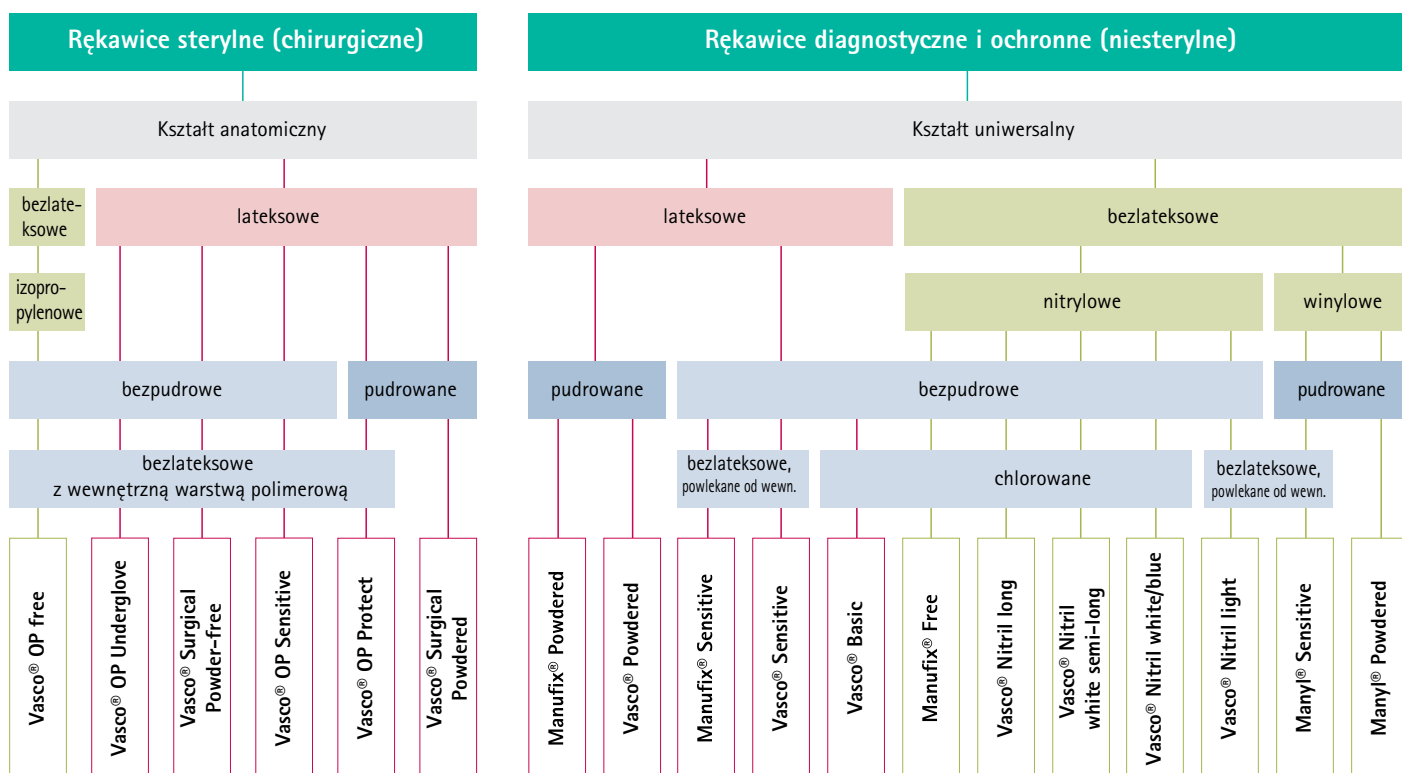 Rękawice sterylne (chirurgiczne)
Rękawice diagnostyczne i ochronne (niesterylne)
Kształt anatomiczny
Kształt uniwersalny
bezlate-
ksowe
lateksowe
lateksowe
bezlateksowe
izopro-
pylenowe
nitrylowe
winylowe
bezpudrowe
pudrowane
pudrowane
bezpudrowe
pudrowane
bezlateksowe
z wewnętrzną warstwą polimerową
bezlateksowe,
powlekane od wewn.
chlorowane
bezlateksowe,
powlekane od wewn.
Vasco® OP free
Vasco® OP Underglove
Vasco® Surgical
Powder-free
Vasco® OP Sensitive
Vasco® OP Protect
Vasco® Surgical
Powdered
Manufix® Powdered
Vasco® Powdered
Manufix® Sensitive
Vasco® Sensitive
Vasco® Basic
Manufix® Free
Vasco® Nitril long
Vasco® Nitril
white semi-long
Vasco® Nitril white/blue
Vasco® Nitril light
Manyl® Sensitive
Manyl® Powdered